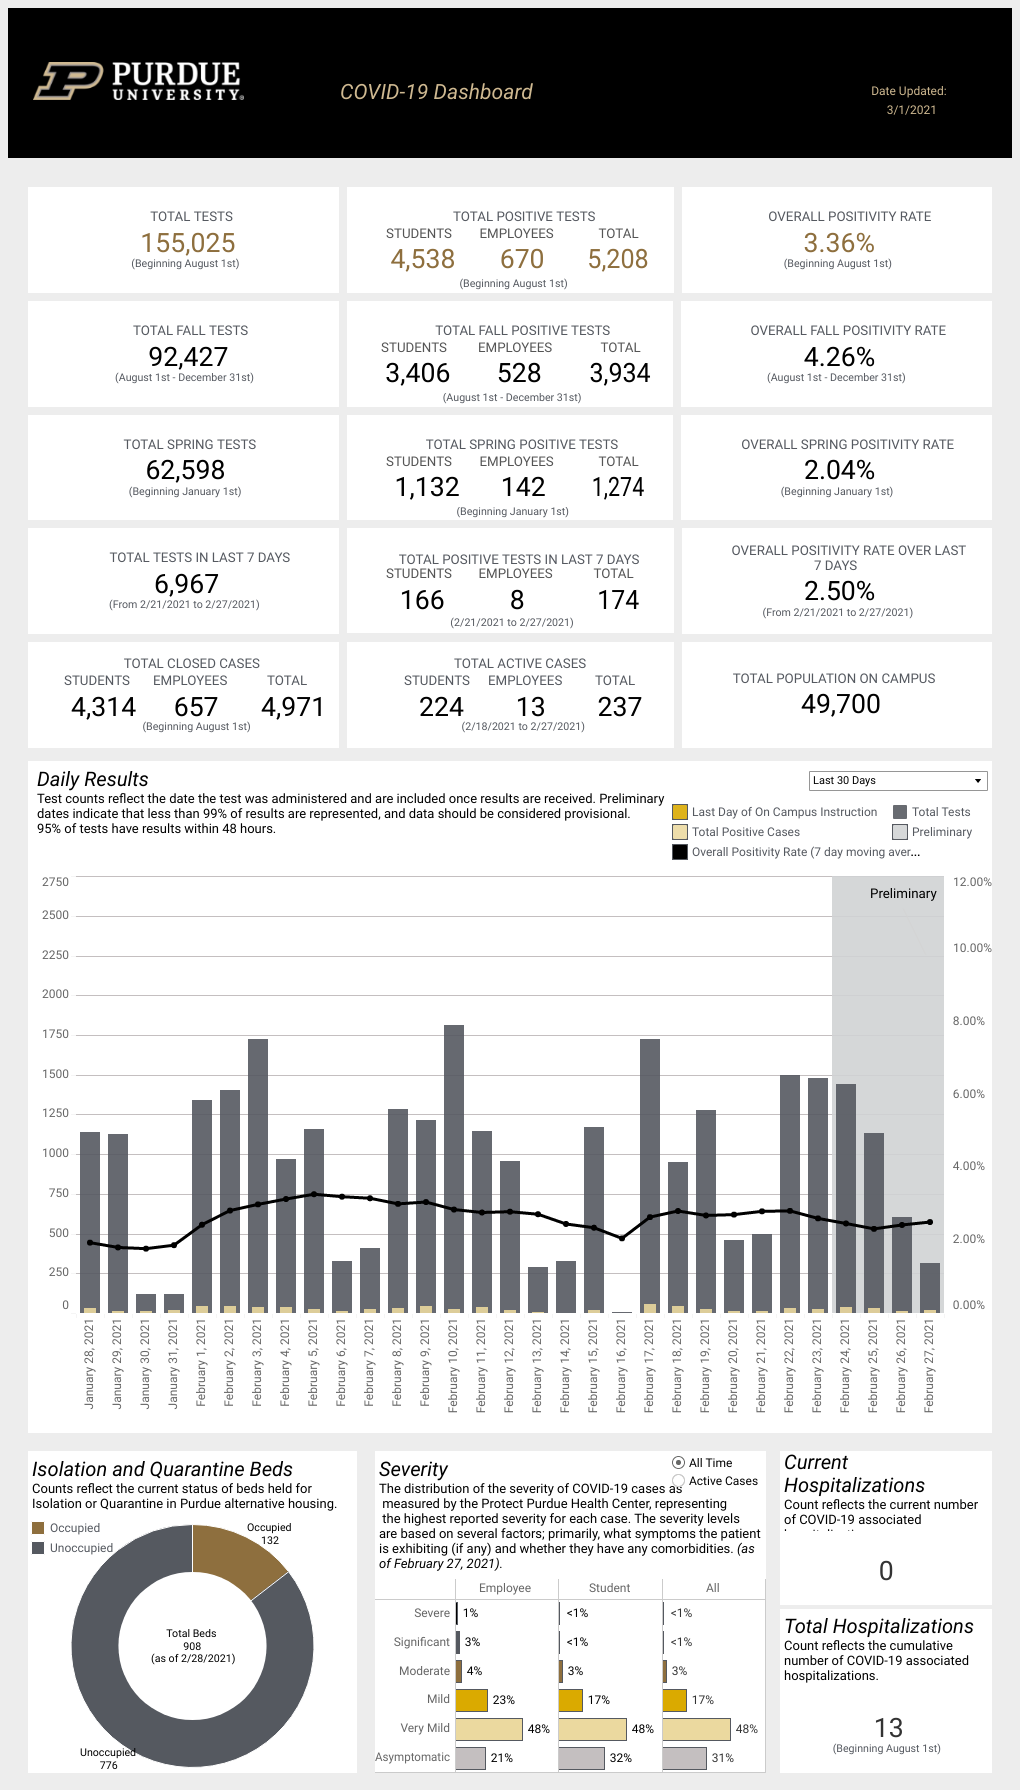 PURDUE
UNIVERSITY®
COVID-19 Dashboard
Date Updated:
3/1/2021
TOTAL TESTS
155,025
(Beginning August 1st)
TOTAL POSITIVE TESTS
STUDENTS EMPLOYEES TOTAL
4,538 670 5,208
(Beginning August 1st)
OVERALL POSITIVITY RATE
3.36%
(Beginning August 1st)
TOTAL FALL TESTS
92,427
(August 1st - December 31st)
TOTAL FALL POSITIVE TESTS
STUDENTS EMPLOYEES TOTAL
3,406 528 3,934
(August 1st - December 31st)
OVERALL FALL POSITIVITY RATE
4.26%
(August 1st - December 31st)
TOTAL SPRING TESTS
62,598
(Beginning January 1st)
TOTAL SPRING POSITIVE TESTS
STUDENTS EMPLOYEES TOTAL
1,132 142 1,274
(Beginning January 1st)
OVERALL SPRING POSITIVITY RATE
2.04%
(Beginning January 1st)
TOTAL TESTS IN LAST 7 DAYS
6,967
(From 2/21/2021 to 2/27/2021)
TOTAL POSITIVE TESTS IN LAST 7 DAYS
STUDENTS EMPLOYEES TOTAL
166 8 174
(2/21/2021 to 2/27/2021)
OVERALL POSITIVITY RATE OVER LAST
7 DAYS
2.50%
(From 2/21/2021 to 2/27/2021)
TOTAL CLOSED CASES
STUDENTS EMPLOYEES TOTAL
4,314 657 4,971
(Beginning August 1st)
TOTAL ACTIVE CASES
STUDENTS EMPLOYEES TOTAL
224 13 237
(2/18/2021 to 2/27/2021)
TOTAL POPULATION ON CAMPUS
49,700
Daily Results
Test counts reflect the date the test was administered and are included once results are received. Preliminary
dates indicate that less than 99% of results are represented, and data should be considered provisional.
95% of tests have results within 48 hours.
Last 30 Days
Last Day of On Campus Instruction
Total Tests
Total Positive Cases
Preliminary
Overall Positivity Rate (7 day moving aver...
Preliminary
2750
2500
2250
2000
1750
1500
1250
1000
750
500
250
0
12.00%
10.00%
8.00%
6.00%
4.00%
2.00%
0.00%
January 28, 2021
January 29, 2021
January 30, 2021
January 31, 2021
February 1, 2021
February 2, 2021
February 3, 2021
February 4, 2021
February 5, 2021
February 6, 2021
February 7, 2021
February 8, 2021
February 9, 2021
February 10, 2021
February 11, 2021
February 12, 2021
February 13, 2021
February 14, 2021
February 15, 2021
February 16, 2021
February 17, 2021
February 18, 2021
February 19, 2021
February 20, 2021
February 21, 2021
February 22, 2021
February 23, 2021
February 24, 2021
February 25, 2021
February 26, 2021
February 27, 2021
Isolation and Quarantine Beds
Counts reflect the current status of beds held for
Isolation or Quarantine in Purdue alternative housing.
Occupied
Unoccupied
Occupied
132
Total Beds
908
(as of 2/28/2021)
Unoccupied
776
Severity
All Time
Active Cases
The distribution of the severity of COVID-19 cases as
measured by the Protect Purdue Health Center, representing
the highest reported severity for each case. The severity levels
are based on several factors; primarily, what symptoms the patient
is exhibiting (if any) and whether they have any comorbidities. (as
of February 27, 2021).
Employee Student All
Severe 1% <1% <1%
Significant 3% <1% <1%
Moderate 4% 3% 3%
Mild 23% 17% 17%
Very Mild 48% 48% 48%
Asymptomatic 21% 32% 31%
Current
Hospitalizations
Count reflects the current number
of COVID-19 associated
0
Total Hospitalizations
Count reflects the cumulative
number of COVID-19 associated
hospitalizations.
13
(Beginning August 1st)